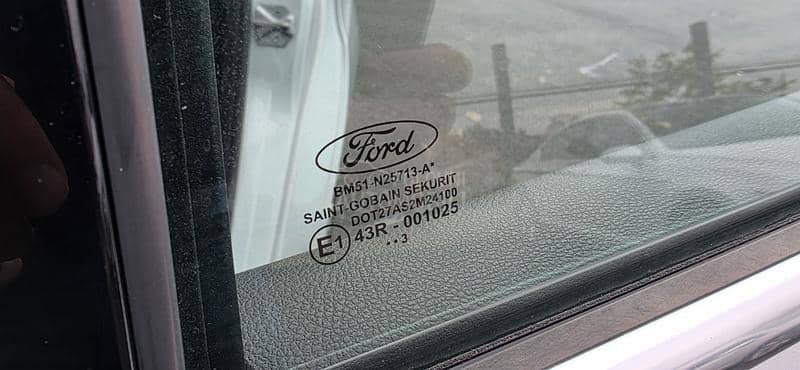 Ford
BM51-N25713-A*
SAINT-GOBAIN SEKURIT
DOT27AS2M24100
E1 43R - 001025
..3